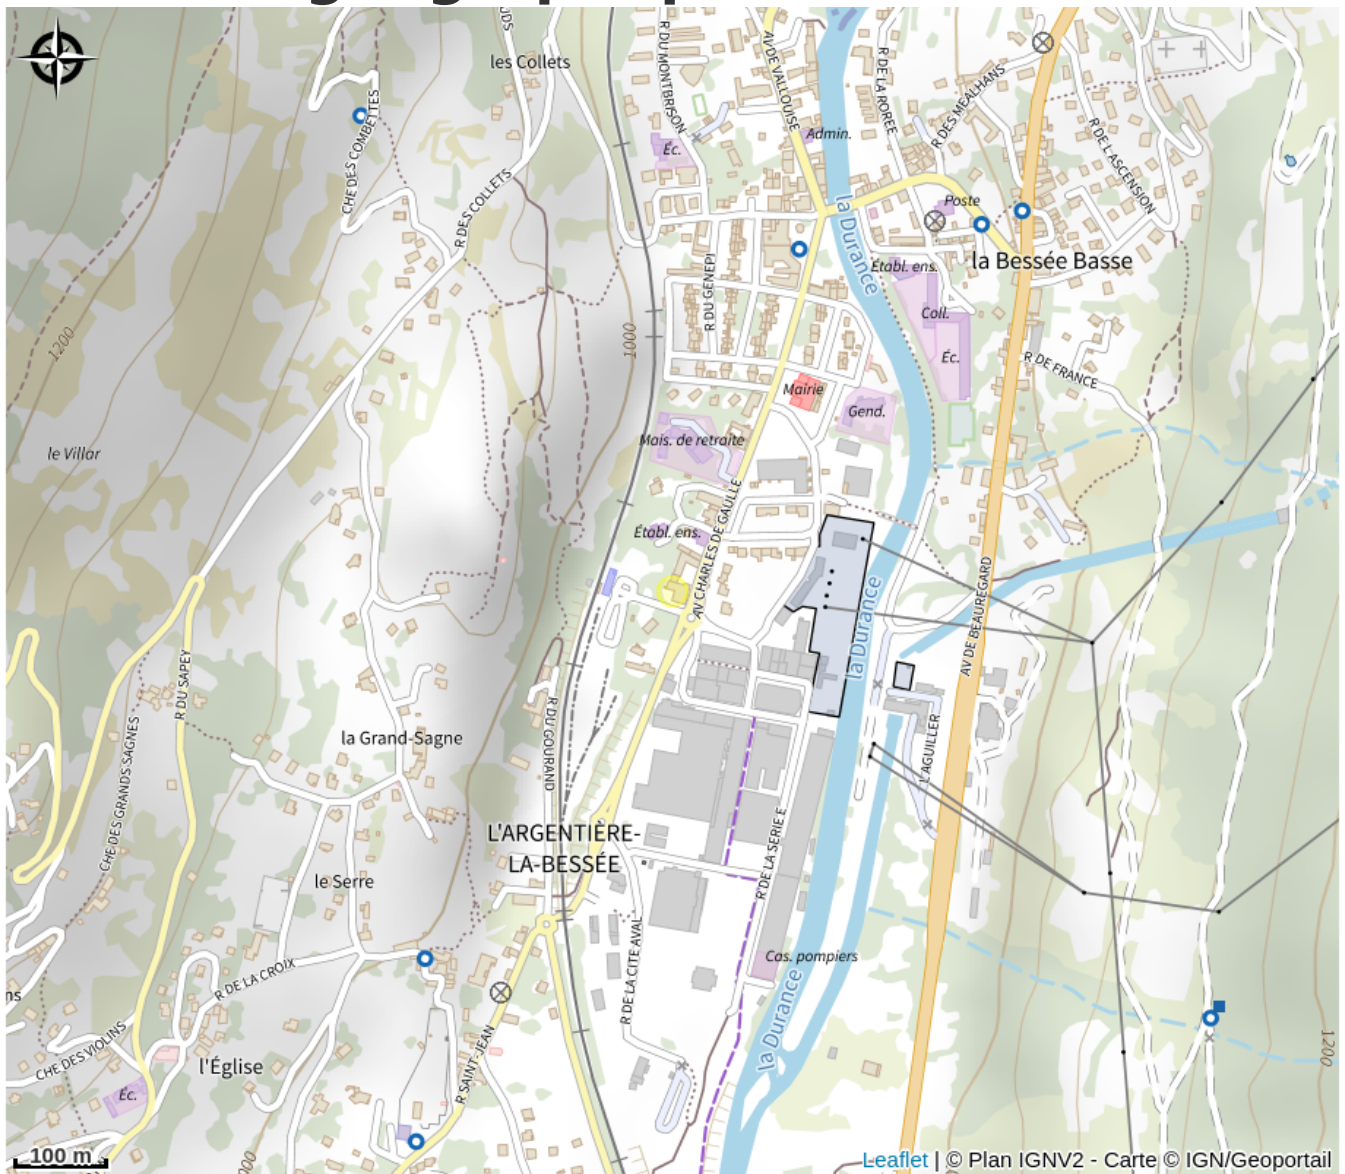 les Collets
R DU MONTBRISON
AV DE VALLOUISE
R DE LA ROREE
R DES MEALHANS
CHE DES COMBETTES
Admin.
Éc.
R DE L ASCENSION
R DES COLLETS
la Durance
Poste
la Bessée Basse
Établ. ens.
R DU GENEPI
Coll.
1200
1000
Éc.
R DE FRANCE
Mairie
Gend.
Mais. de retraite
le Villar
AV CHARLES DE GAULLE
Établ. ens.
AV DE BEAUREGARD
la Durance
R DU SAPEY
CHE DES GRANDS SAGNES
la Grand-Sagne
R DU GOURAND
L'AGUILLER
L'ARGENTIÈRE-
LA-BESSÉE
R DE LA SERIE E
le Serre
R DE LA CITE AVAL
Cas. pompiers
R DE LA CROIX
ns
la Durance
CHE DES VIOLINS
l'Église
R SAINT-JEAN
1200
Éc.
100 m
Leaflet | © Plan IGNV2 - Carte © IGN/Geoportail